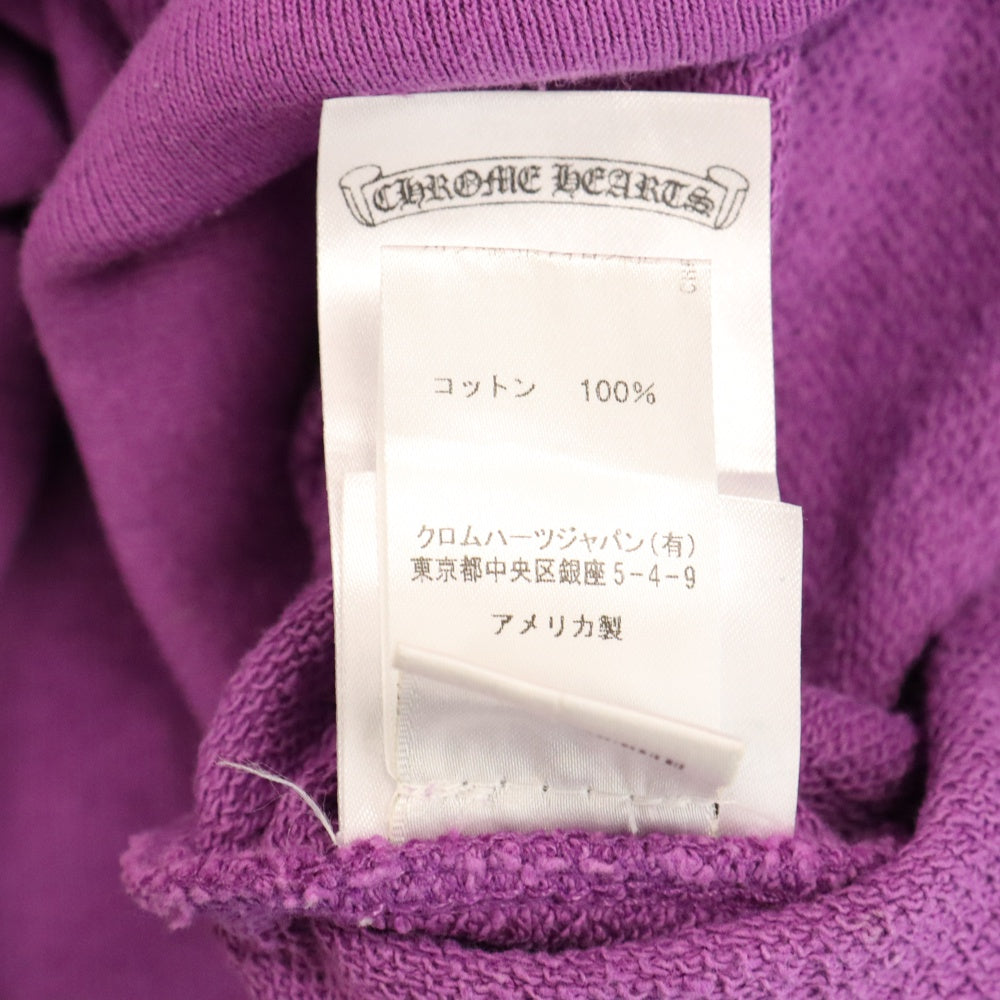 CHROME HEARTS
コットン 100%
クロムハーツジャパン(有)
東京都中央区銀座5-4-9
アメリカ製